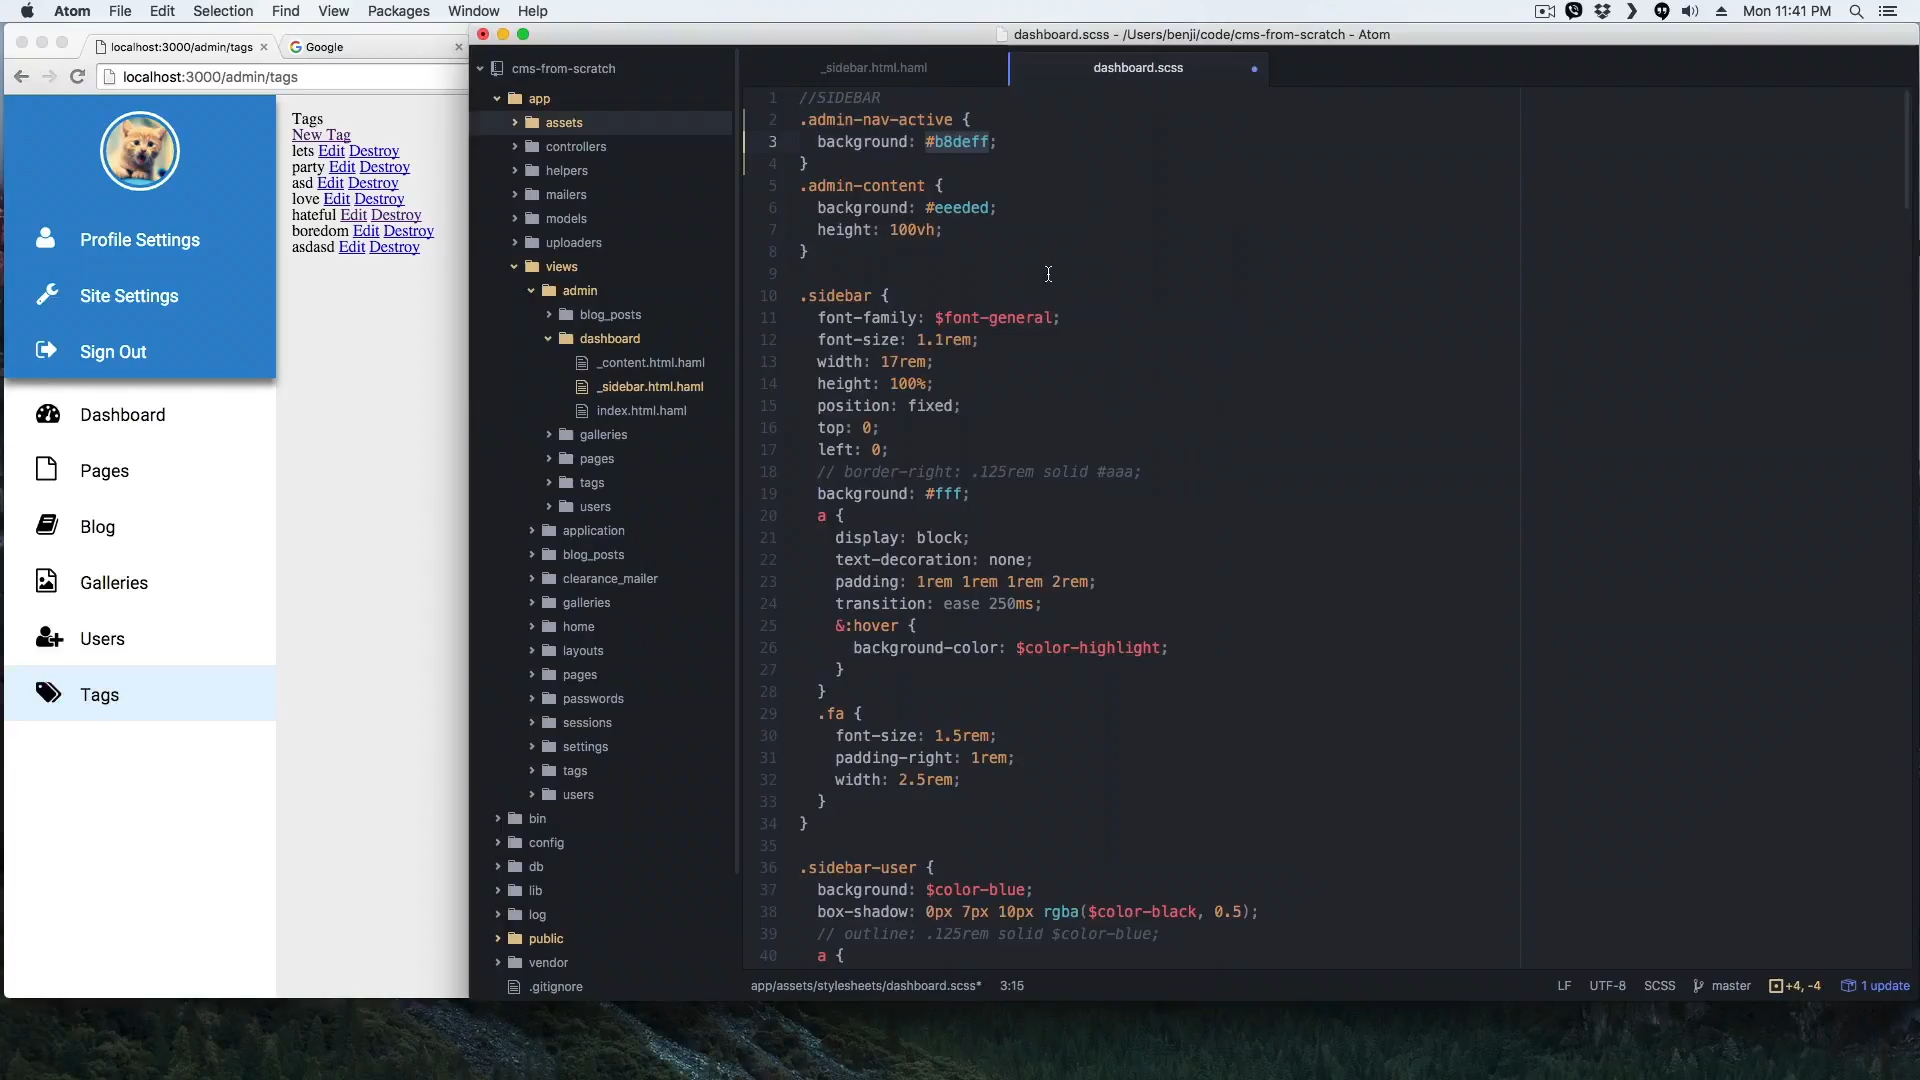 Atom File Edit Selection Find View Packages Window Help
Mon 11:41 PM
localhost:3000/admin/tags
Google
localhost:3000/admin/tags
Profile Settings
Site Settings
Sign Out
Dashboard
Pages
Blog
Galleries
Users
Tags
Tags
New Tag
lets Edit Destroy
party Edit Destroy
asd Edit Destroy
love Edit Destroy
hateful Edit Destroy
boredom Edit Destroy
asdasd Edit Destroy
dashboard.scss - /Users/benji/code/cms-from-scratch - Atom
cms-from-scratch
app
assets
controllers
helpers
mailers
models
uploaders
views
admin
blog_posts
dashboard
_content.html.haml
_sidebar.html.haml
index.html.haml
galleries
pages
tags
users
application
blog_posts
clearance_mailer
galleries
home
layouts
pages
passwords
sessions
settings
tags
users
bin
config
db
lib
log
public
vendor
.gitignore
_sidebar.html.haml
dashboard.scss
1 //SIDEBAR
2 .admin-nav-active {
3 background: #b8deff;
4 }
5 .admin-content {
6 background: #eeeded;
7 height: 100vh;
8 }
9
10 .sidebar {
11 font-family: $font-general;
12 font-size: 1.1rem;
13 width: 17rem;
14 height: 100%;
15 position: fixed;
16 top: 0;
17 left: 0;
18 // border-right: .125rem solid #aaa;
19 background: #fff;
20 a {
21 display: block;
22 text-decoration: none;
23 padding: 1rem 1rem 1rem 2rem;
24 transition: ease 250ms;
25 &:hover {
26 background-color: $color-highlight;
27 }
28 }
29 .fa {
30 font-size: 1.5rem;
31 padding-right: 1rem;
32 width: 2.5rem;
33 }
34 }
35
36 .sidebar-user {
37 background: $color-blue;
38 box-shadow: 0px 7px 10px rgba($color-black, 0.5);
39 // outline: .125rem solid $color-blue;
40 a {
app/assets/stylesheets/dashboard.scss* 3:15
LF UTF-8 SCSS master +4, -4 1 update